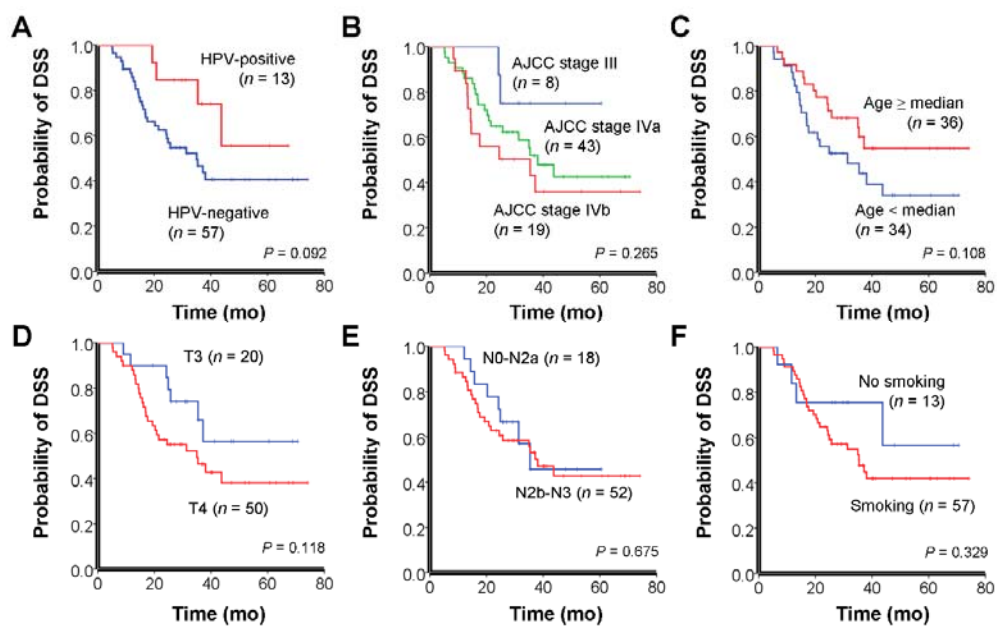 A
Probability of DSS
1.0
0.8
0.6
0.4
0.2
0.0
HPV-positive
(n = 13)
HPV-negative
(n = 57)
P = 0.092
0 20 40 60 80
Time (mo)
B
Probability of DSS
1.0
0.8
0.6
0.4
0.2
0.0
AJCC stage III
(n = 8)
AJCC stage IVa
(n = 43)
AJCC stage IVb
(n = 19)
P = 0.265
0 20 40 60 80
Time (mo)
C
Probability of DSS
1.0
0.8
0.6
0.4
0.2
0.0
Age ≥ median
(n = 36)
Age < median
(n = 34)
P = 0.108
0 20 40 60 80
Time (mo)
D
Probability of DSS
1.0
0.8
0.6
0.4
0.2
0.0
T3 (n = 20)
T4 (n = 50)
P = 0.118
0 20 40 60 80
Time (mo)
E
Probability of DSS
1.0
0.8
0.6
0.4
0.2
0.0
N0-N2a (n = 18)
N2b-N3 (n = 52)
P = 0.675
0 20 40 60 80
Time (mo)
F
Probability of DSS
1.0
0.8
0.6
0.4
0.2
0.0
No smoking
(n = 13)
Smoking (n = 57)
P = 0.329
0 20 40 60 80
Time (mo)